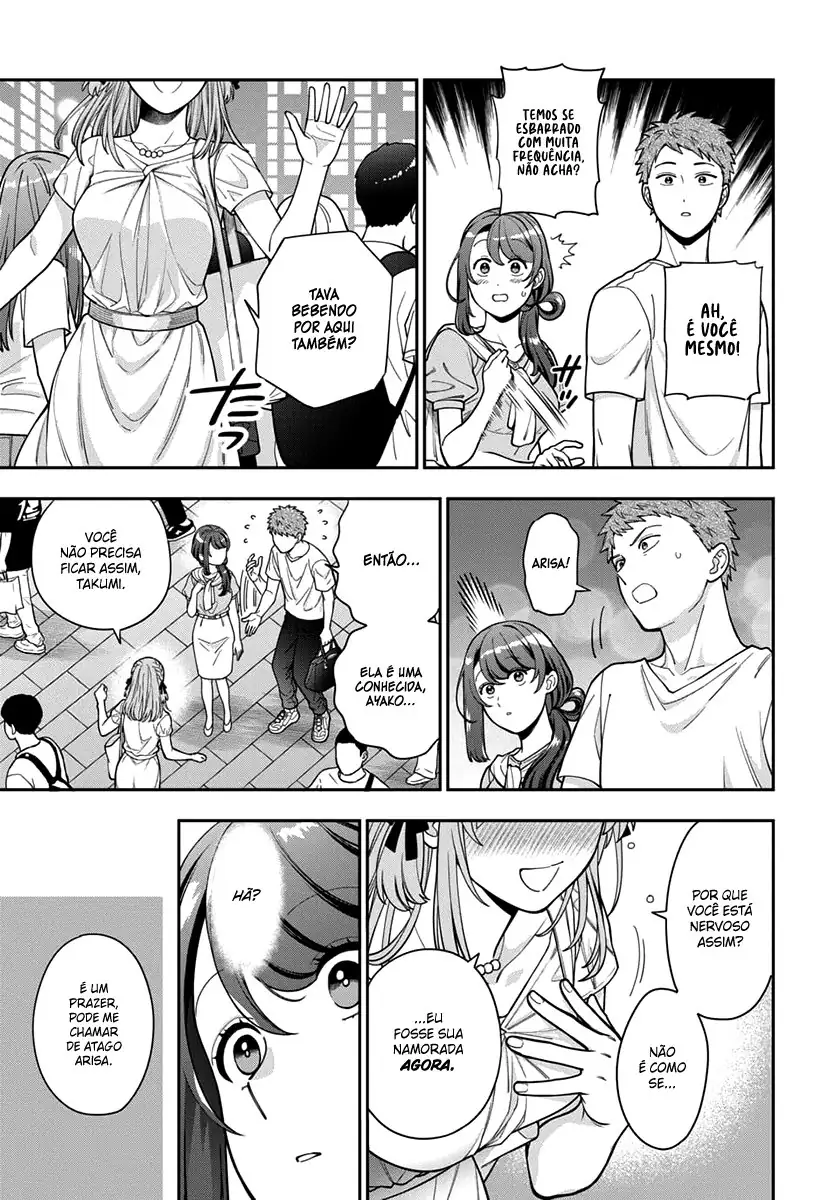 TEMOS SE
ESBARRADO
COM MUITA
FREQUÊNCIA,
NÃO ACHA?
AH,
É VOCÊ
MESMO!
TAVA
BEBENDO
POR AQUI
TAMBÉM?
たっ
ARISA!
ENTÃO...
ELA É UMA
CONHECIDA,
AYAKO...
VOCÊ
NÃO PRECISA
FICAR ASSIM,
TAKUMI.
POR QUE
VOCÊ ESTÁ
NERVOSO
ASSIM?
NÃO
É COMO
SE...
...EU
FOSSE SUA
NAMORADA
AGORA.
HÃ?
É UM
PRAZER,
PODE ME
CHAMAR
DE ATAGO
ARISA.